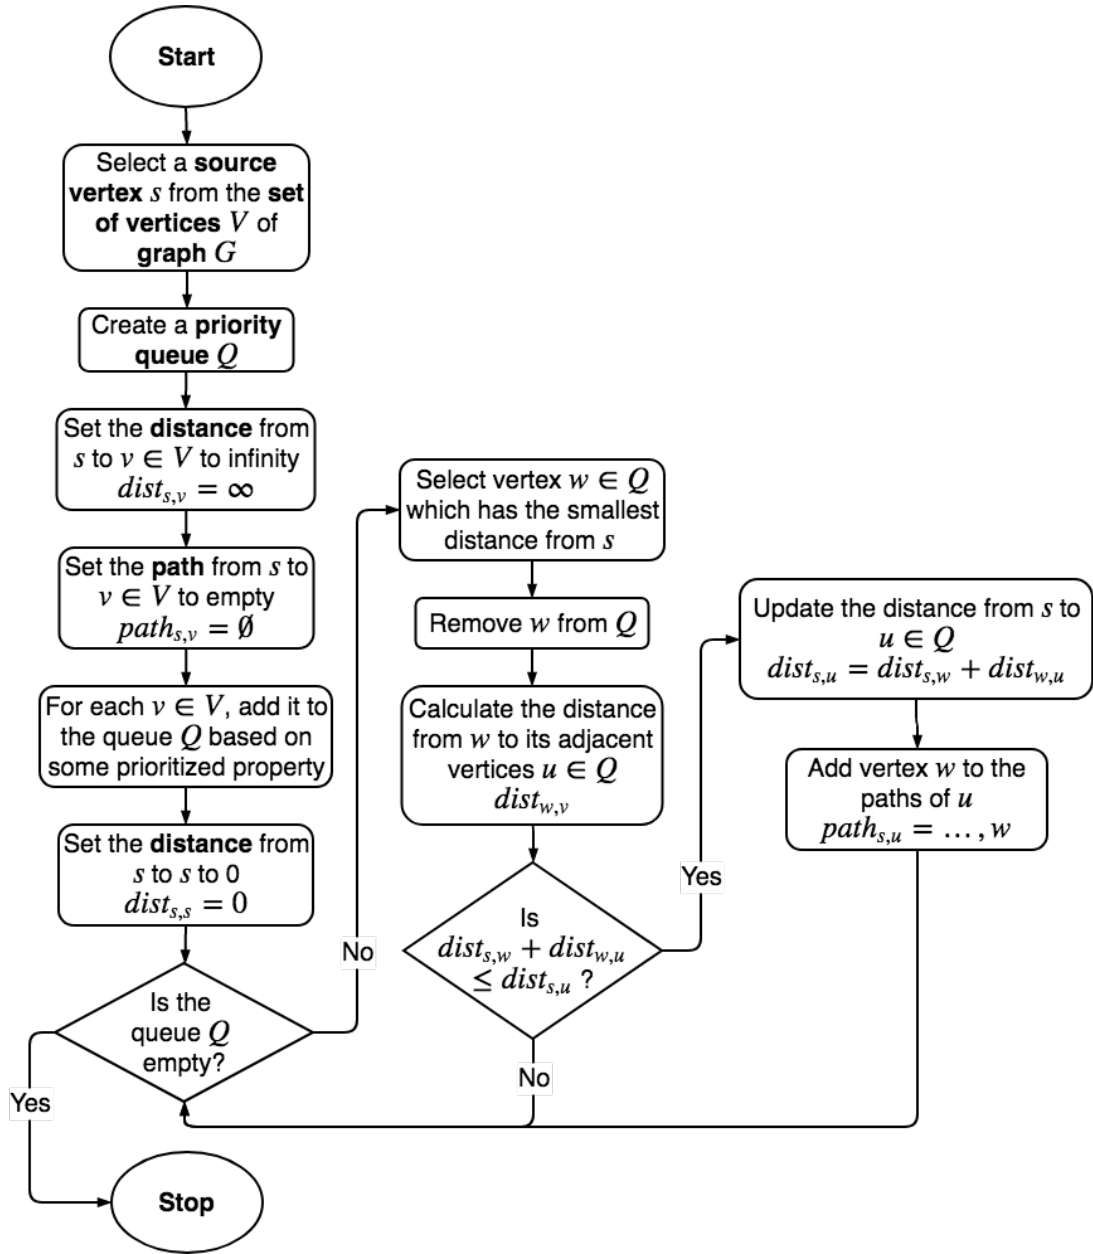 Start
Select a source
vertex s from the set
of vertices V of
graph G
Create a priority
queue Q
Set the distance from
s to v ∈ V to infinity
dist_{s,v} = ∞
Set the path from s to
v ∈ V to empty
path_{s,v} = ∅
For each v ∈ V, add it to
the queue Q based on
some prioritized property
Set the distance from
s to s to 0
dist_{s,s} = 0
Is the
queue Q
empty?
Yes
Stop
No
Select vertex w ∈ Q
which has the smallest
distance from s
Remove w from Q
Calculate the distance
from w to its adjacent
vertices u ∈ Q
dist_{w,v}
Is
dist_{s,w} + dist_{w,u}
≤ dist_{s,u} ?
No
Yes
Update the distance from s to
u ∈ Q
dist_{s,u} = dist_{s,w} + dist_{w,u}
Add vertex w to the
paths of u
path_{s,u} = ..., w